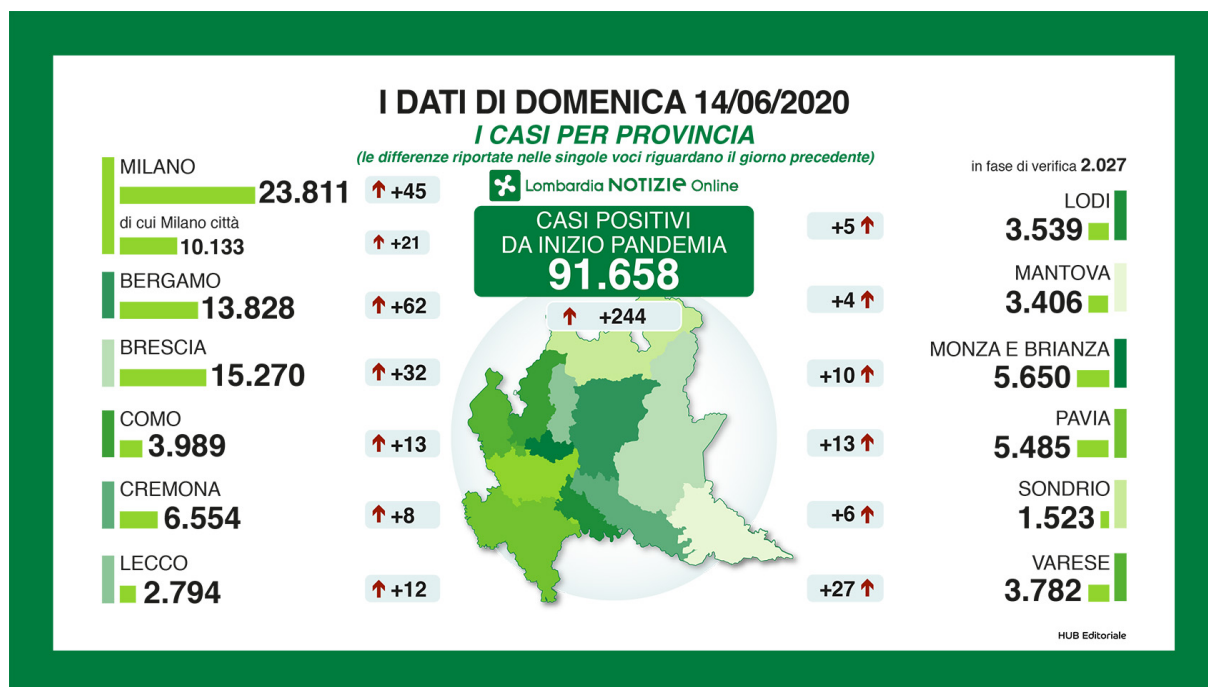 I DATI DI DOMENICA 14/06/2020
I CASI PER PROVINCIA
(le differenze riportate nelle singole voci riguardano il giorno precedente)
Lombardia NOTIZIE Online
CASI POSITIVI
DA INIZIO PANDEMIA
91.658
+244
MILANO
23.811 +45
di cui Milano città
10.133 +21
BERGAMO
13.828 +62
BRESCIA
15.270 +32
COMO
3.989 +13
CREMONA
6.554 +8
LECCO
2.794 +12
in fase di verifica 2.027
LODI
+5 3.539
MANTOVA
+4 3.406
MONZA E BRIANZA
+10 5.650
PAVIA
+13 5.485
SONDRIO
+6 1.523
VARESE
+27 3.782
HUB Editoriale